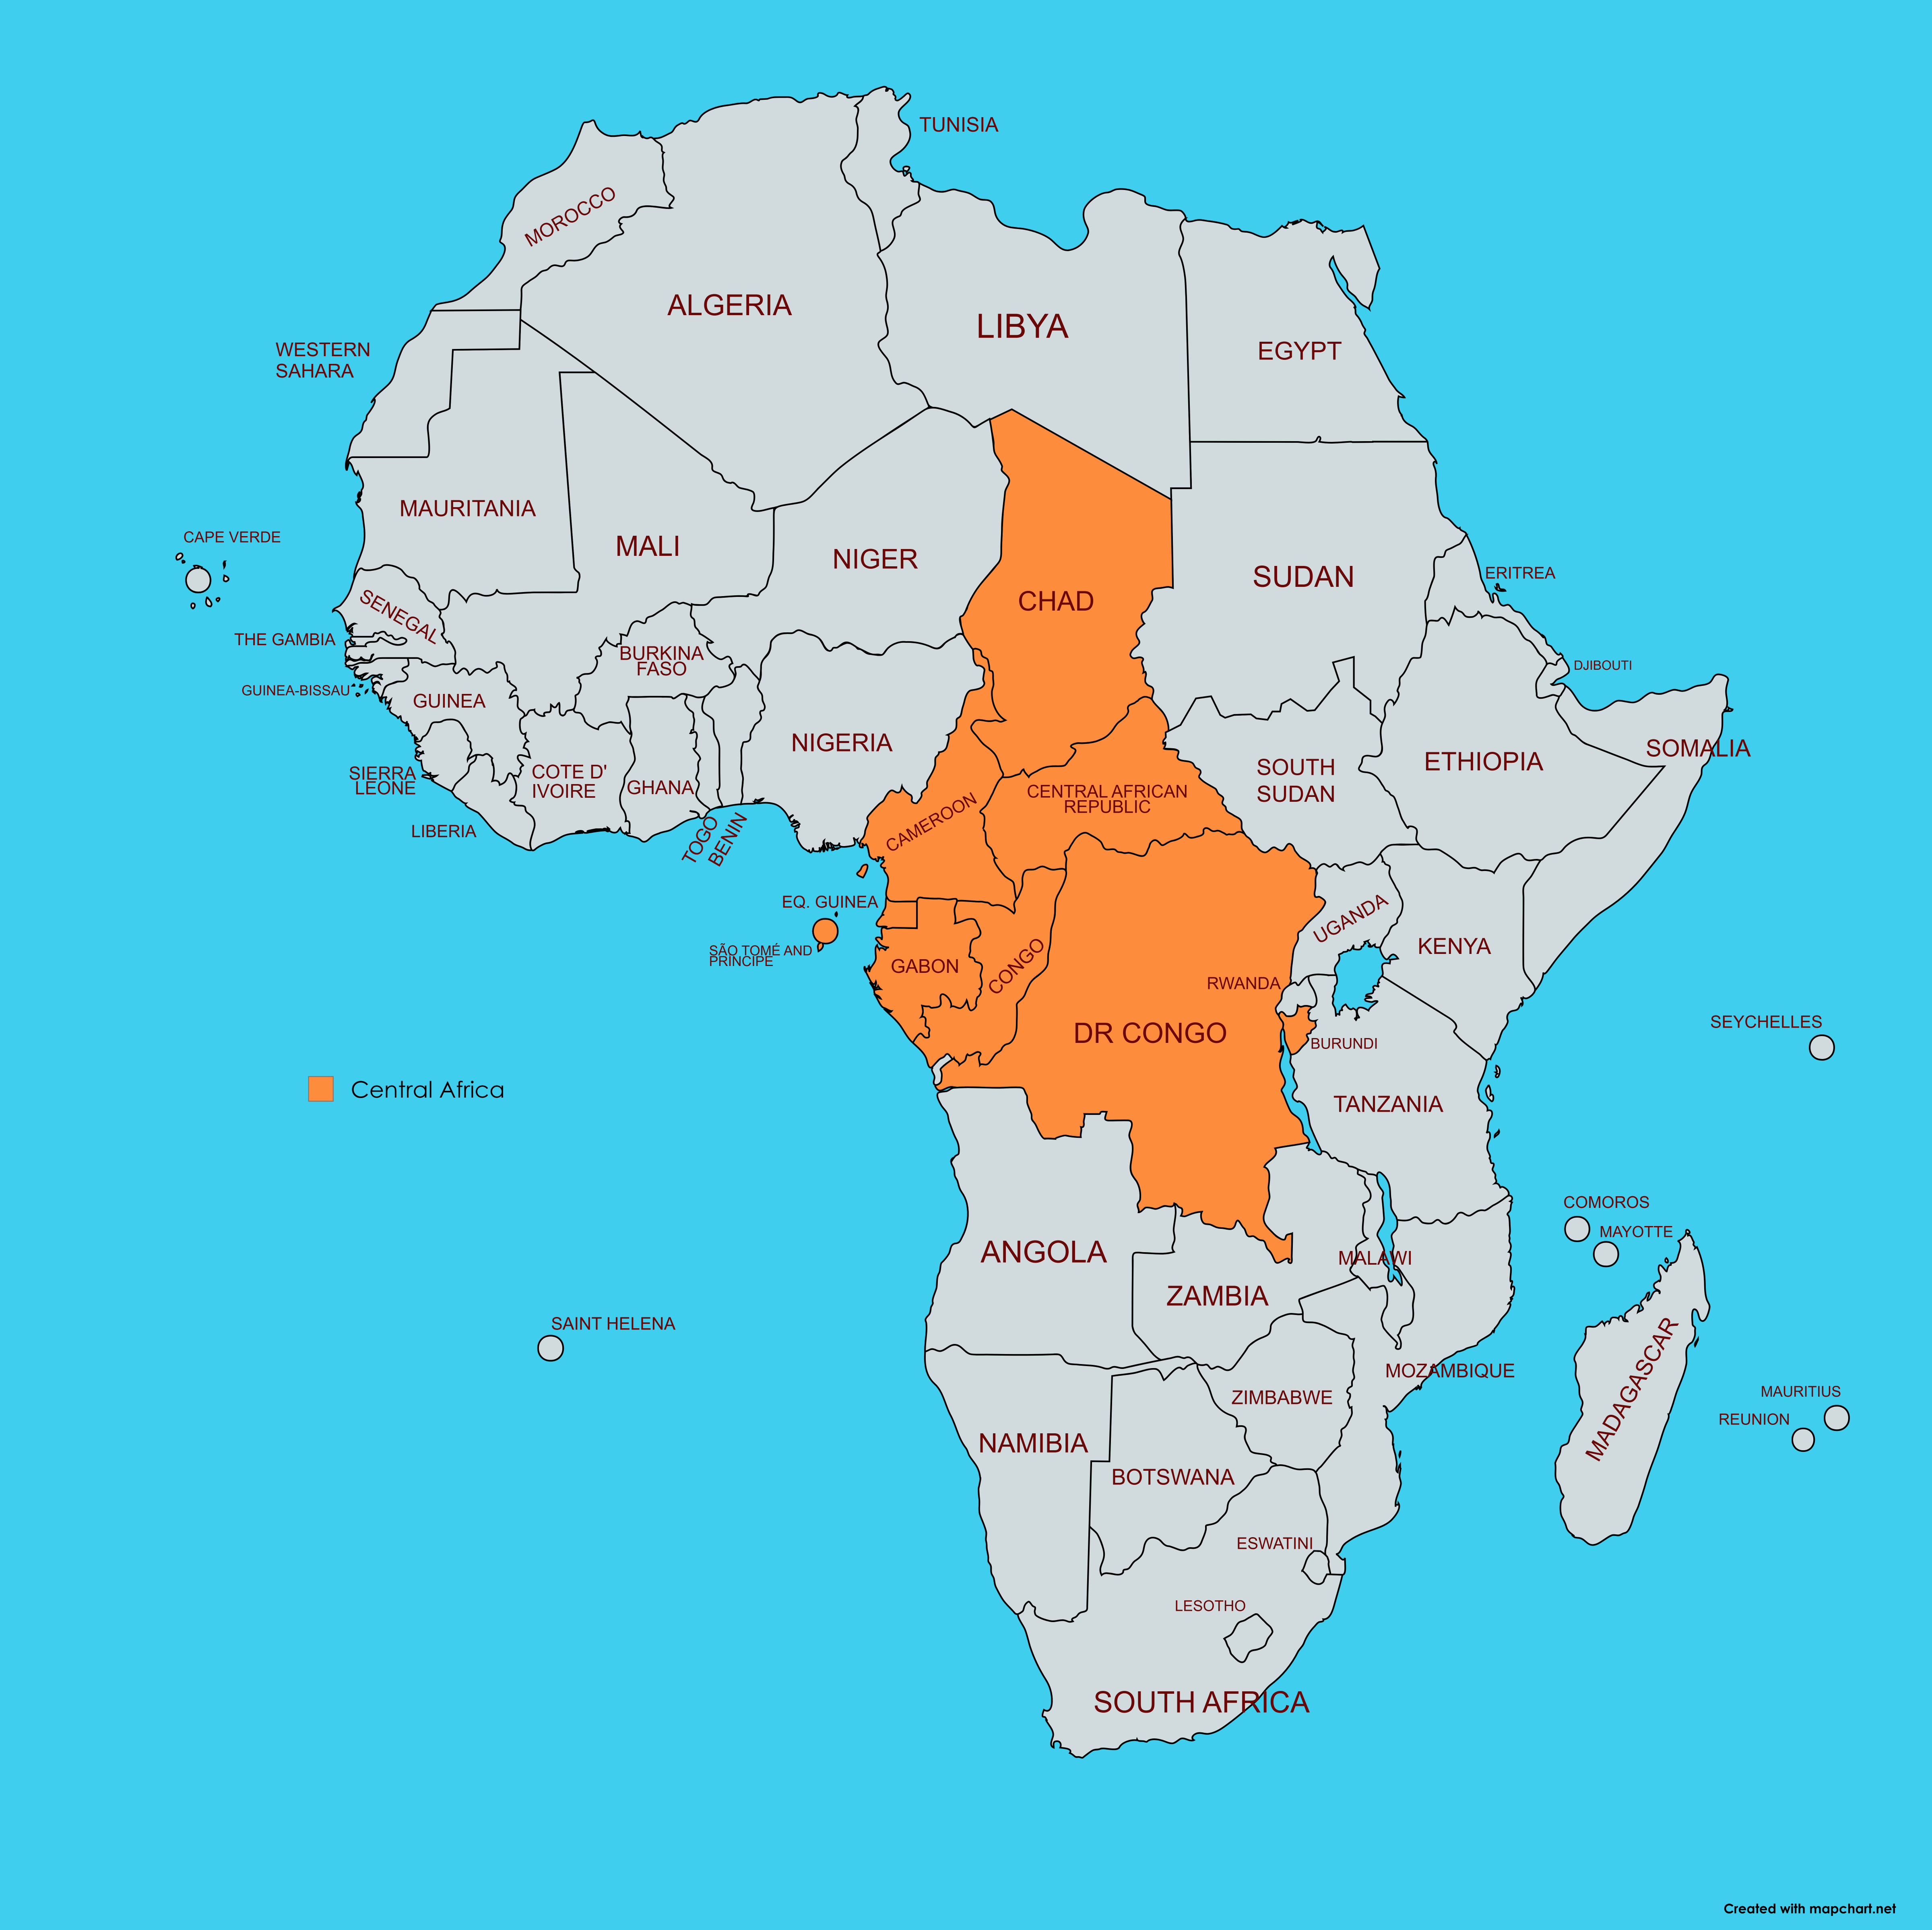 TUNISIA
MOROCCO
ALGERIA
LIBYA
EGYPT
WESTERN
SAHARA
MAURITANIA
MALI
NIGER
CHAD
SUDAN
ERITREA
CAPE VERDE
SENEGAL
THE GAMBIA
GUINEA-BISSAU
GUINEA
BURKINA
FASO
DJIBOUTI
SIERRA
LEONE
LIBERIA
COTE D'
IVOIRE
GHANA
TOGO
BENIN
NIGERIA
CAMEROON
CENTRAL AFRICAN
REPUBLIC
SOUTH
SUDAN
ETHIOPIA
SOMALIA
EQ. GUINEA
SÃO TOMÉ AND
PRÍNCIPE
GABON
CONGO
DR CONGO
UGANDA
KENYA
RWANDA
BURUNDI
TANZANIA
SEYCHELLES
Central Africa
COMOROS
MAYOTTE
ANGOLA
ZAMBIA
MALAWI
SAINT HELENA
MOZAMBIQUE
MADAGASCAR
MAURITIUS
REUNION
ZIMBABWE
NAMIBIA
BOTSWANA
ESWATINI
LESOTHO
SOUTH AFRICA
Created with mapchart.net